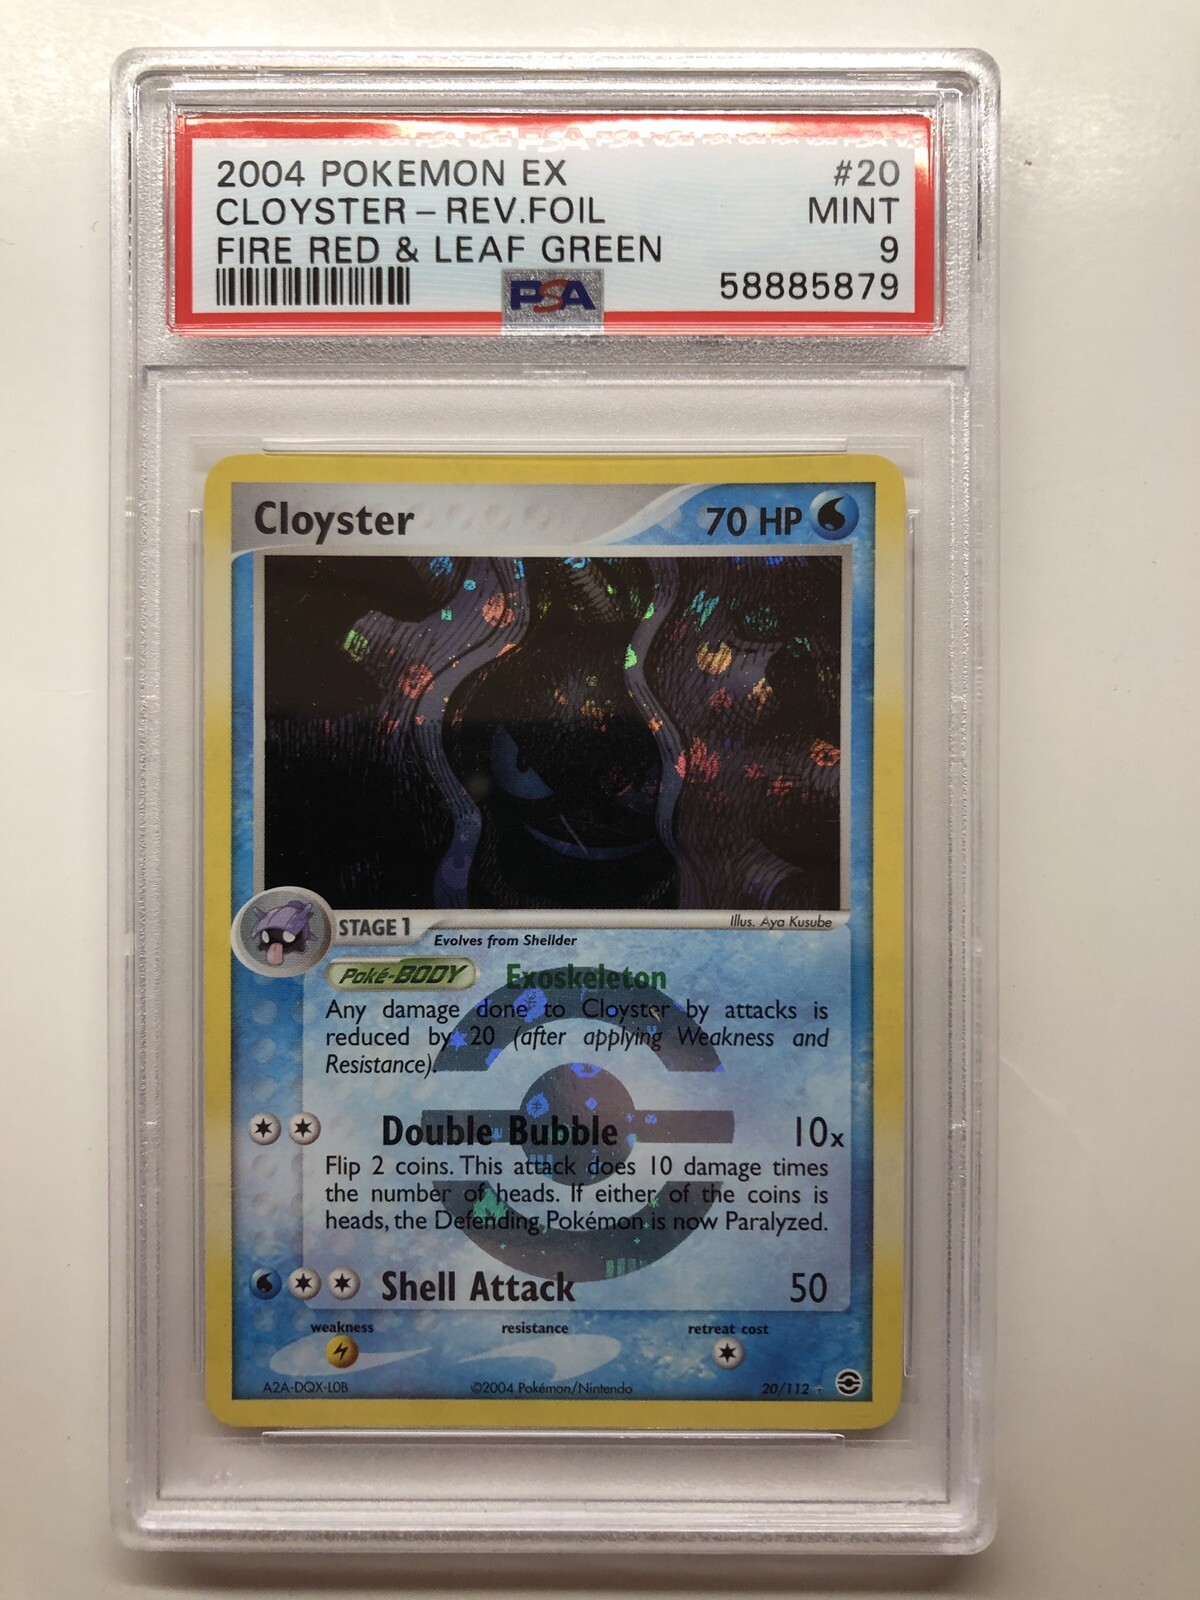 2004 POKEMON EX #20
CLOYSTER - REV.FOIL MINT
FIRE RED & LEAF GREEN 9
PSA 58885879
Cloyster 70 HP
Illus. Aya Kusube
STAGE 1
Evolves from Shellder
Poké-BODY Exoskeleton
Any damage done to Cloyster by attacks is
reduced by 20 (after applying Weakness and
Resistance).
Double Bubble 10x
Flip 2 coins. This attack does 10 damage times
the number of heads. If either of the coins is
heads, the Defending Pokémon is now Paralyzed.
Shell Attack 50
weakness resistance retreat cost
A2A-DQX-L0B ©2004 Pokémon/Nintendo 20/112